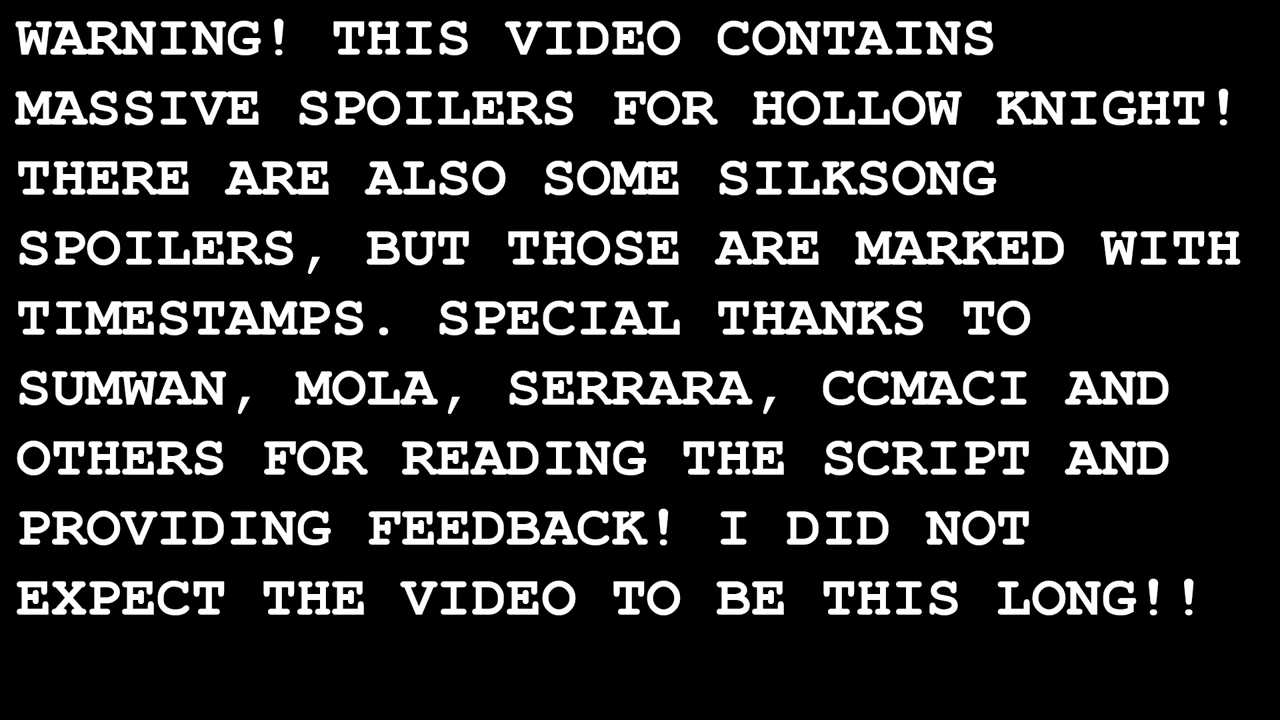 WARNING! THIS VIDEO CONTAINS
MASSIVE SPOILERS FOR HOLLOW KNIGHT!
THERE ARE ALSO SOME SILKSONG
SPOILERS, BUT THOSE ARE MARKED WITH
TIMESTAMPS. SPECIAL THANKS TO
SUMWAN, MOLA, SERRARA, CCMACI AND
OTHERS FOR READING THE SCRIPT AND
PROVIDING FEEDBACK! I DID NOT
EXPECT THE VIDEO TO BE THIS LONG!!